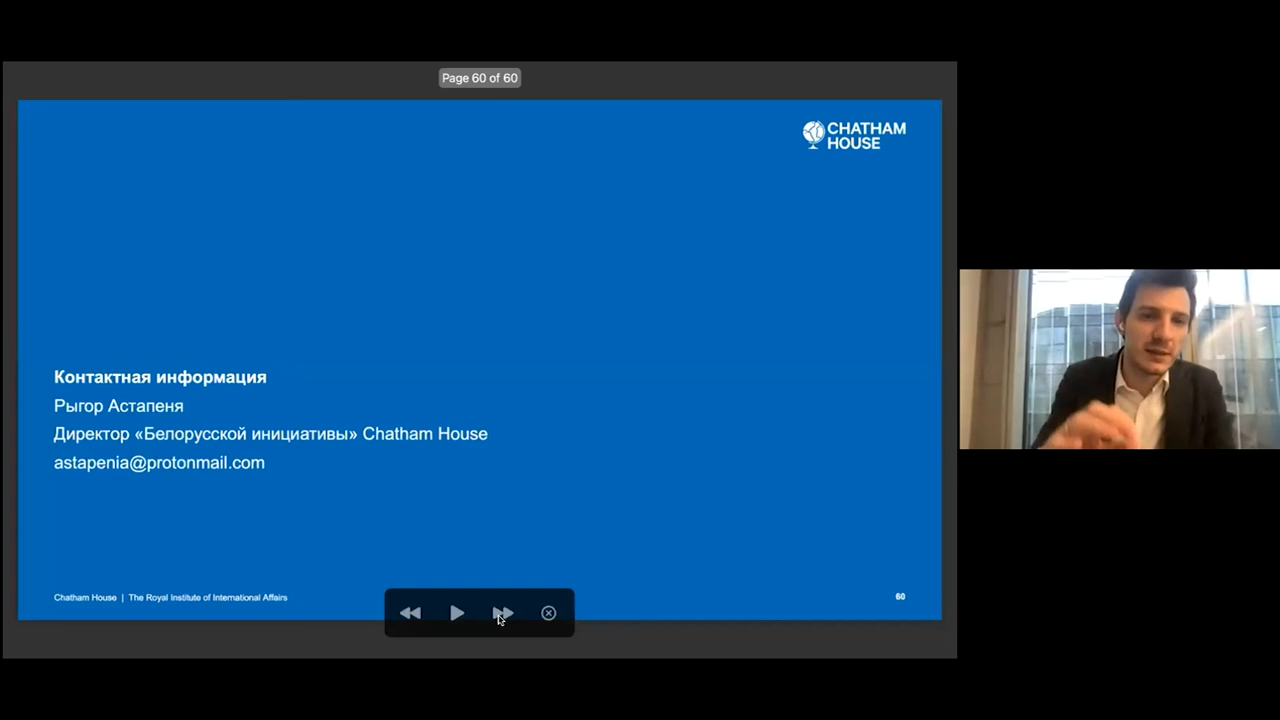 Page 60 of 60
CHATHAM
HOUSE
Контактная информация
Рыгор Астапеня
Директор «Белорусской инициативы» Chatham House
astapenia@protonmail.com
Chatham House | The Royal Institute of International Affairs
60